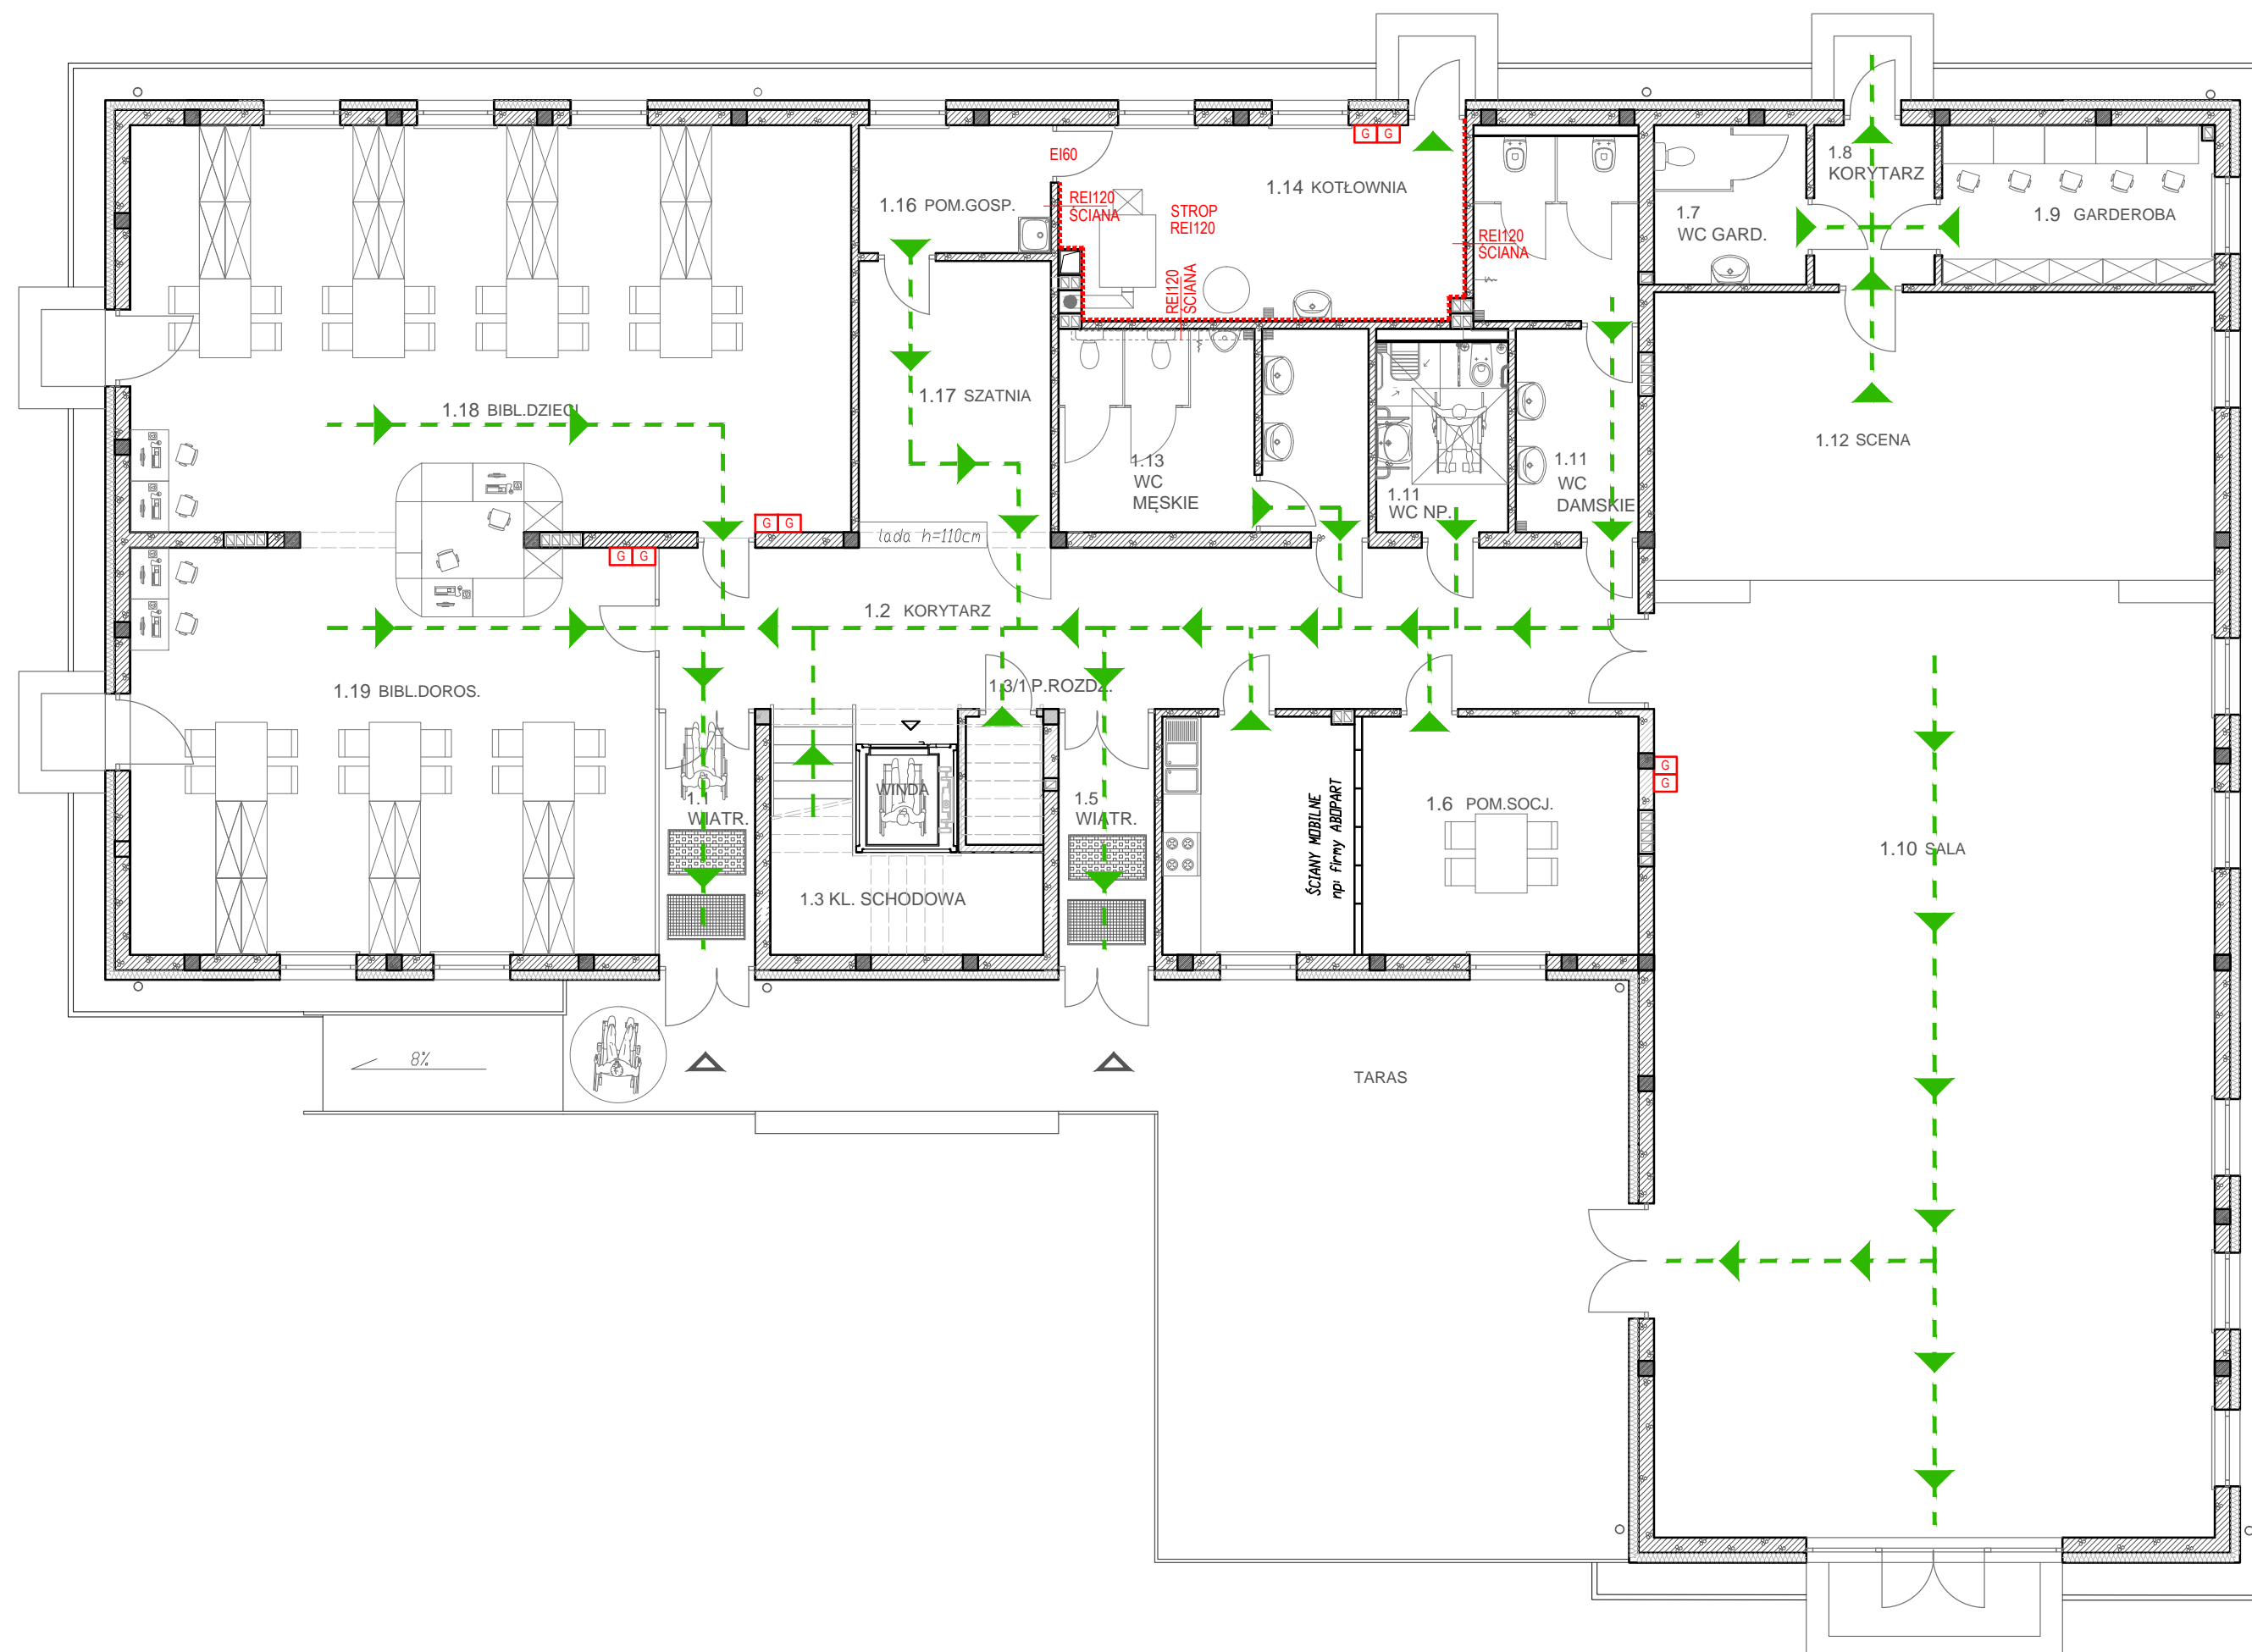 1.8
KORYTARZ
G G
EI60
1.14 KOTŁOWNIA
REI120
ŚCIANA
STROP
REI120
1.16 POM.GOSP.
1.7
WC GARD.
1.9 GARDEROBA
REI120
ŚCIANA
REI120
ŚCIANA
1.17 SZATNIA
1.18 BIBL.DZIECI
1.12 SCENA
1.13
WC
MĘSKIE
1.11
WC NP.
1.11
WC
DAMSKIE
G G
lada h=110cm
G G
1.2 KORYTARZ
1.3/1 P.ROZDZ.
1.19 BIBL.DOROS.
G
G
WINDA
1.1
WIATR.
1.5
WIATR.
ŚCIANY MOBILNE
np: firmy ABOPART
1.6 POM.SOCJ.
1.10 SALA
1.3 KL. SCHODOWA
8%
TARAS